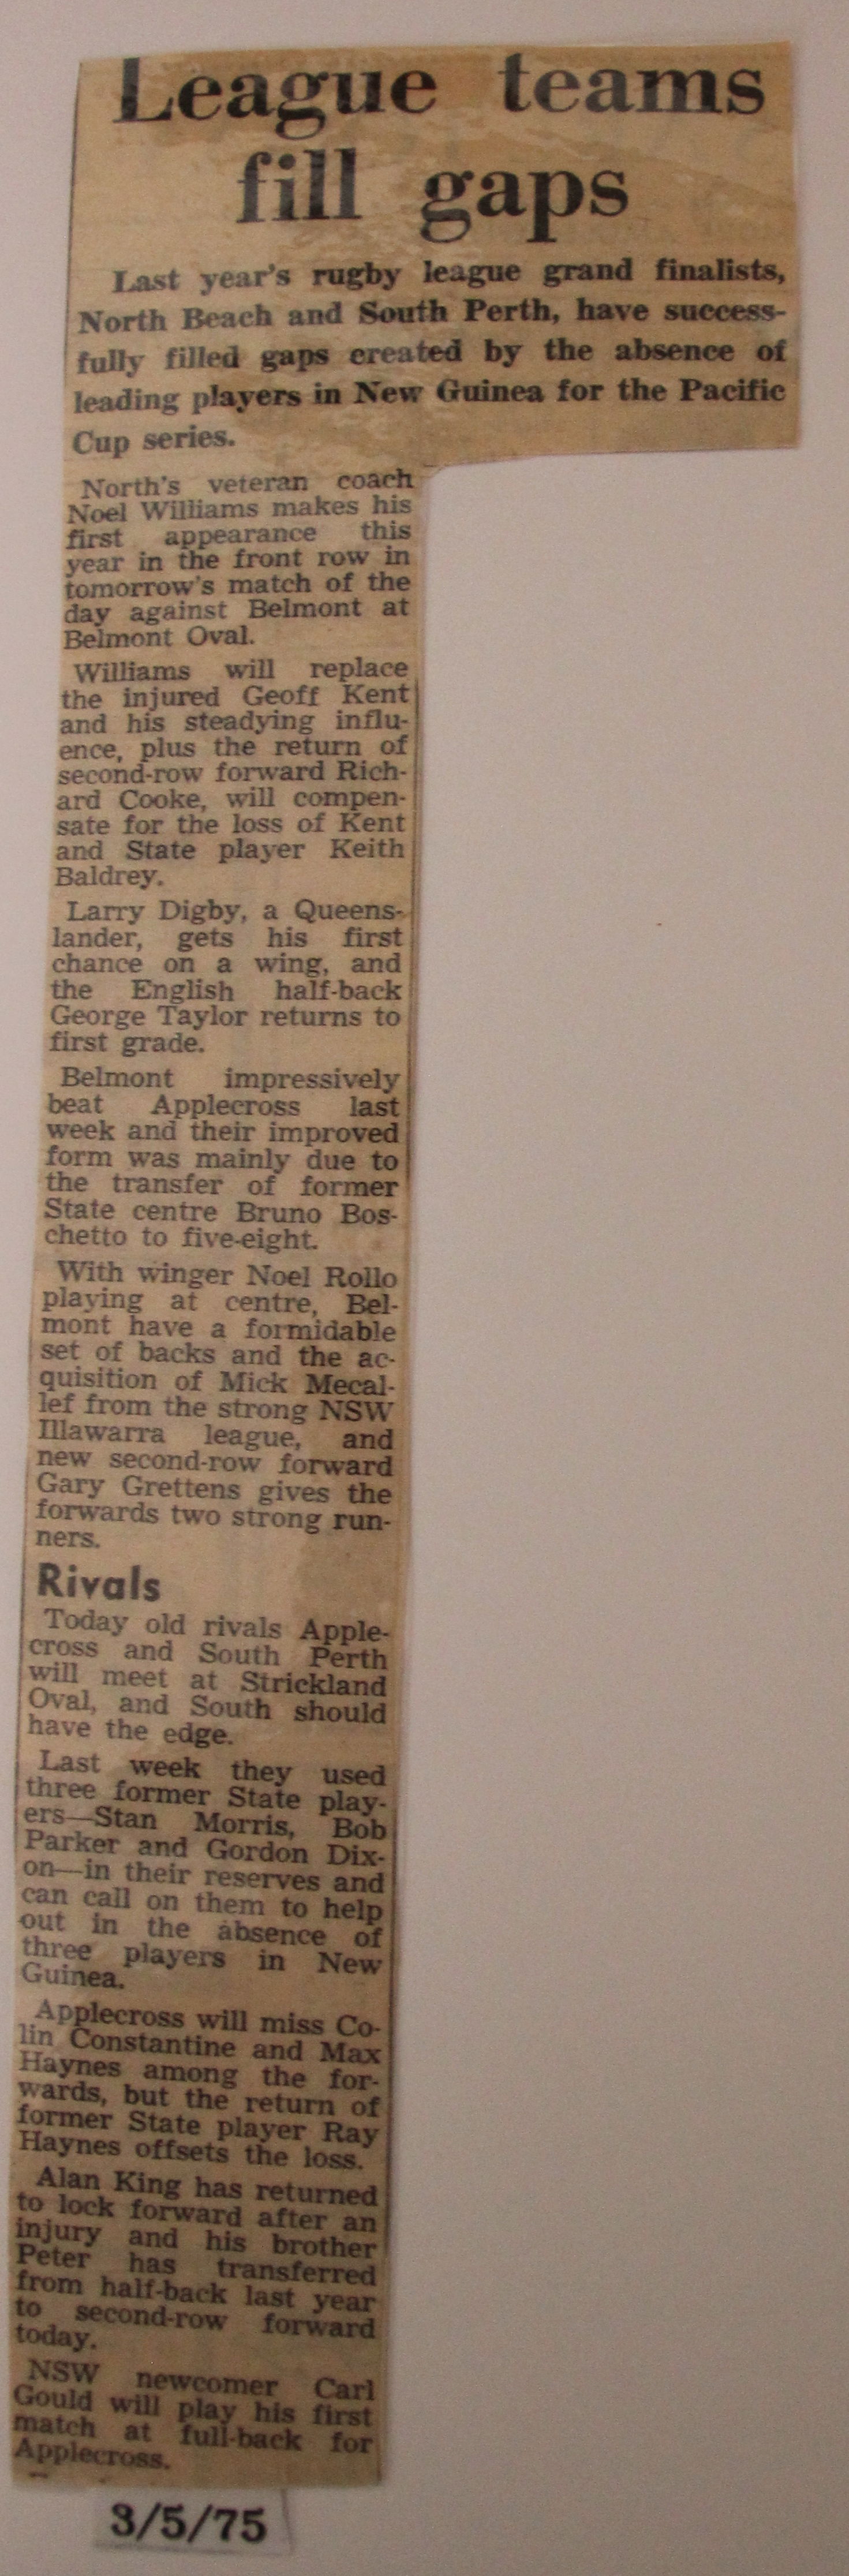 League teams
fill gaps
Last year's rugby league grand finalists,
North Beach and South Perth, have success-
fully filled gaps created by the absence of
leading players in New Guinea for the Pacific
Cup series.
North's veteran coach
Noel Williams makes his
first appearance this
year in the front row in
tomorrow's match of the
day against Belmont at
Belmont Oval.
Williams will replace
the injured Geoff Kent
and his steadying influ-
ence, plus the return of
second-row forward Rich-
ard Cooke, will compen-
sate for the loss of Kent
and State player Keith
Baldrey.
Larry Digby, a Queens-
lander, gets his first
chance on a wing, and
the English half-back
George Taylor returns to
first grade.
Belmont impressively
beat Applecross last
week and their improved
form was mainly due to
the transfer of former
State centre Bruno Bos-
chetto to five-eight.
With winger Noel Rollo
playing at centre, Bel-
mont have a formidable
set of backs and the ac-
quisition of Mick Mecal-
lef from the strong NSW
Illawarra league, and
new second-row forward
Gary Grettens gives the
forwards two strong run-
ners.
Rivals
Today old rivals Apple-
cross and South Perth
will meet at Strickland
Oval, and South should
have the edge.
Last week they used
three former State play-
ers—Stan Morris, Bob
Parker and Gordon Dix-
on—in their reserves and
can call on them to help
out in the absence of
three players in New
Guinea.
Applecross will miss Co-
lin Constantine and Max
Haynes among the for-
wards, but the return of
former State player Ray
Haynes offsets the loss.
Alan King has returned
to lock forward after an
injury and his brother
Peter has transferred
from half-back last year
to second-row forward
today.
NSW newcomer Carl
Gould will play his first
match at full-back for
Applecross.
3/5/75